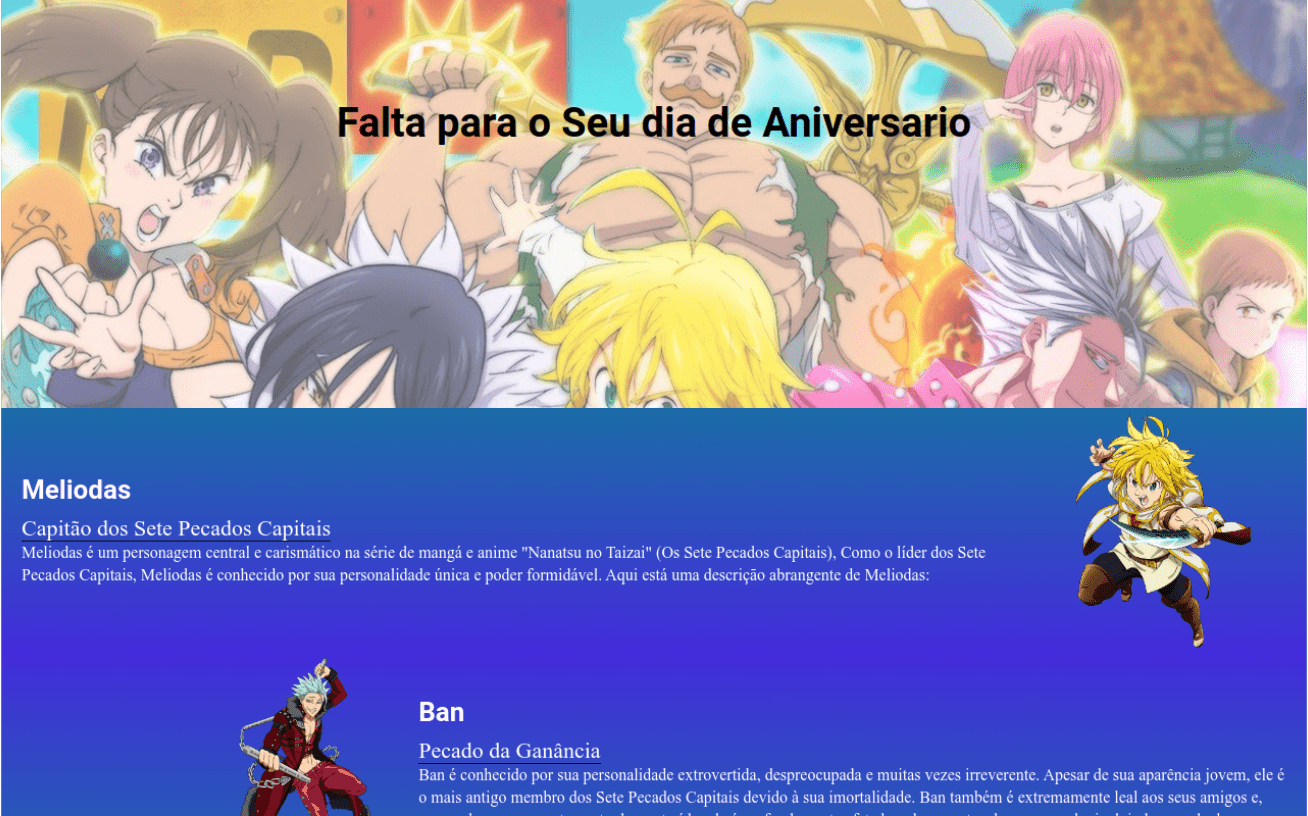 Falta para o Seu dia de Aniversario
Meliodas
Capitão dos Sete Pecados Capitais
Meliodas é um personagem central e carismático na série de mangá e anime "Nanatsu no Taizai" (Os Sete Pecados Capitais), Como o líder dos Sete
Pecados Capitais, Meliodas é conhecido por sua personalidade única e poder formidável. Aqui está uma descrição abrangente de Meliodas:
Ban
Pecado da Ganância
Ban é conhecido por sua personalidade extrovertida, despreocupada e muitas vezes irreverente. Apesar de sua aparência jovem, ele é
o mais antigo membro dos Sete Pecados Capitais devido à sua imortalidade. Ban também é extremamente leal aos seus amigos e,